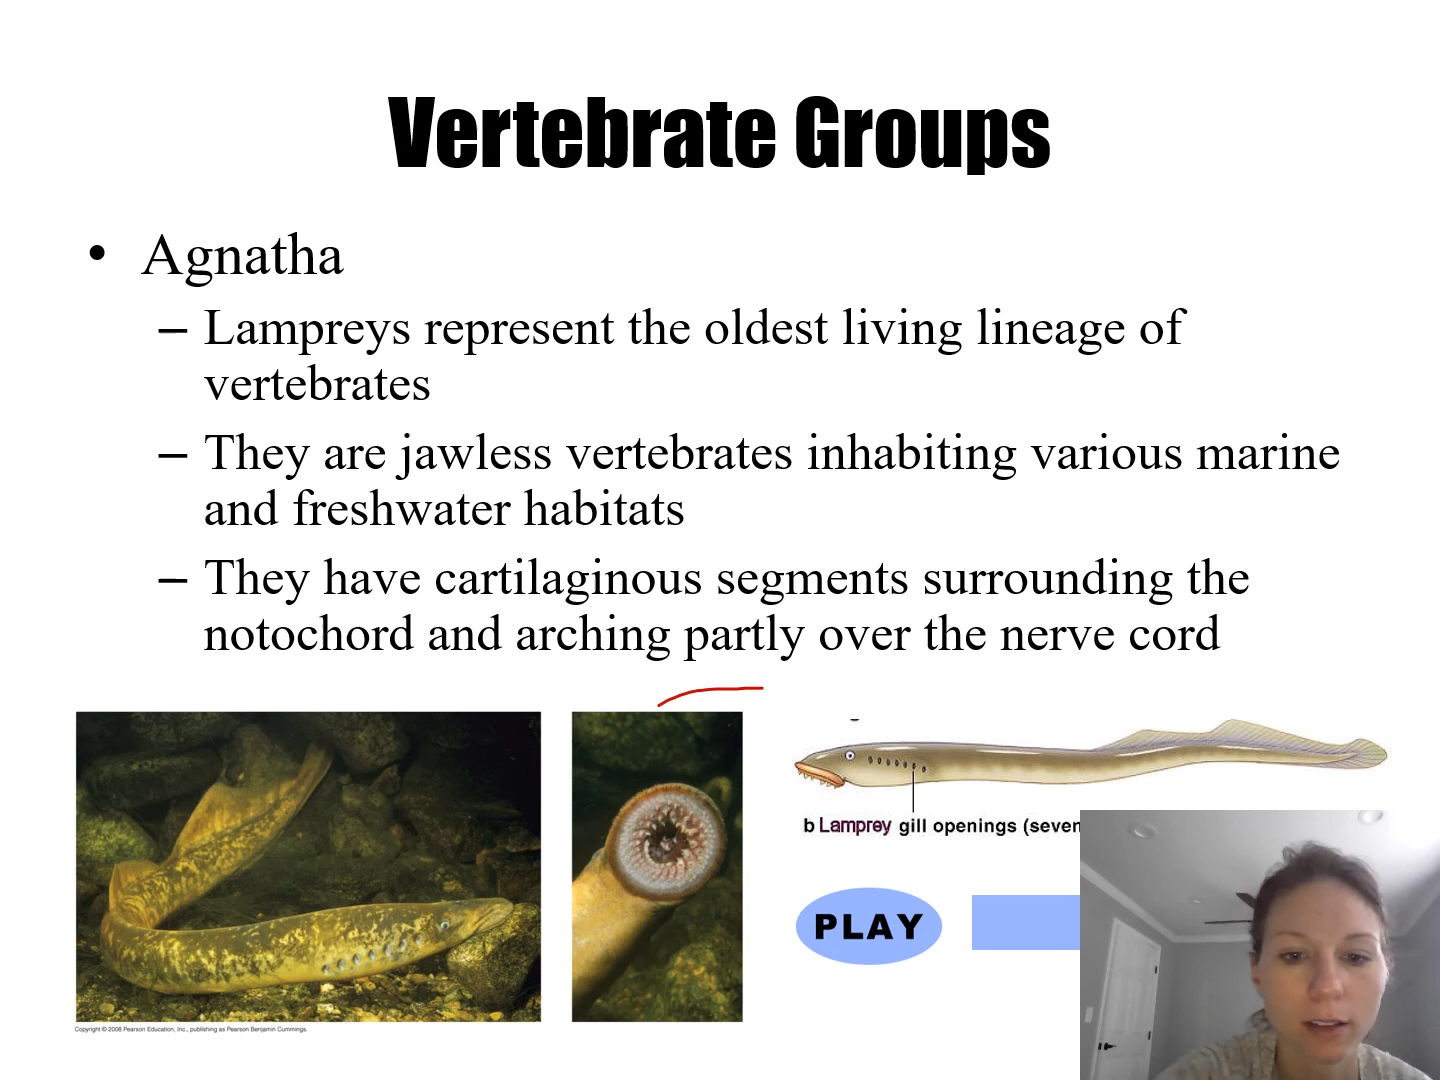 Vertebrate Groups
• Agnatha
– Lampreys represent the oldest living lineage of
vertebrates
– They are jawless vertebrates inhabiting various marine
and freshwater habitats
– They have cartilaginous segments surrounding the
notochord and arching partly over the nerve cord
b Lamprey gill openings (seven
PLAY
Copyright © 2008 Pearson Education, Inc., publishing as Pearson Benjamin Cummings.